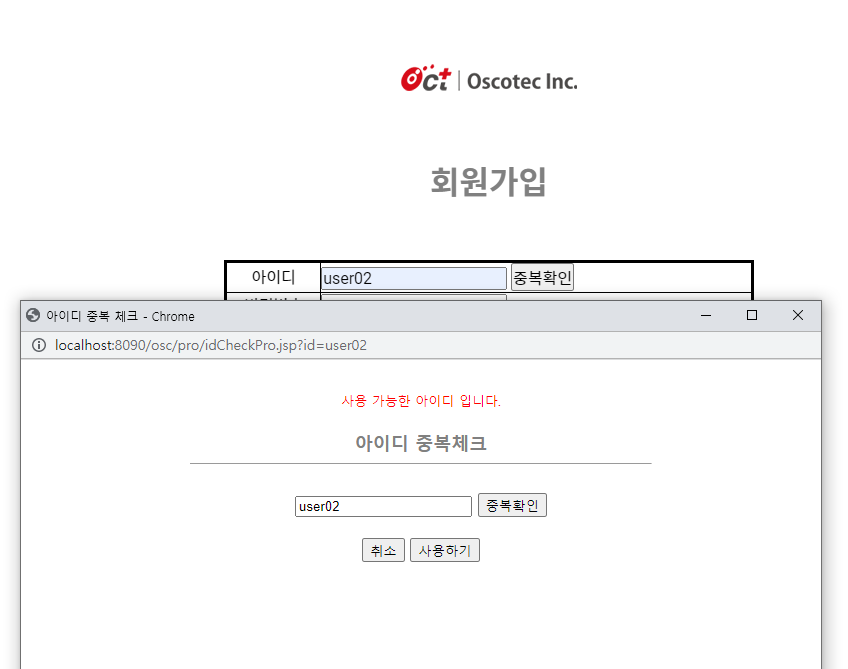 oct | Oscotec Inc.
회원가입
아이디 user02 중복확인
아이디 중복 체크 - Chrome
localhost:8090/osc/pro/idCheckPro.jsp?id=user02
사용 가능한 아이디 입니다.
아이디 중복체크
user02 중복확인
취소 사용하기